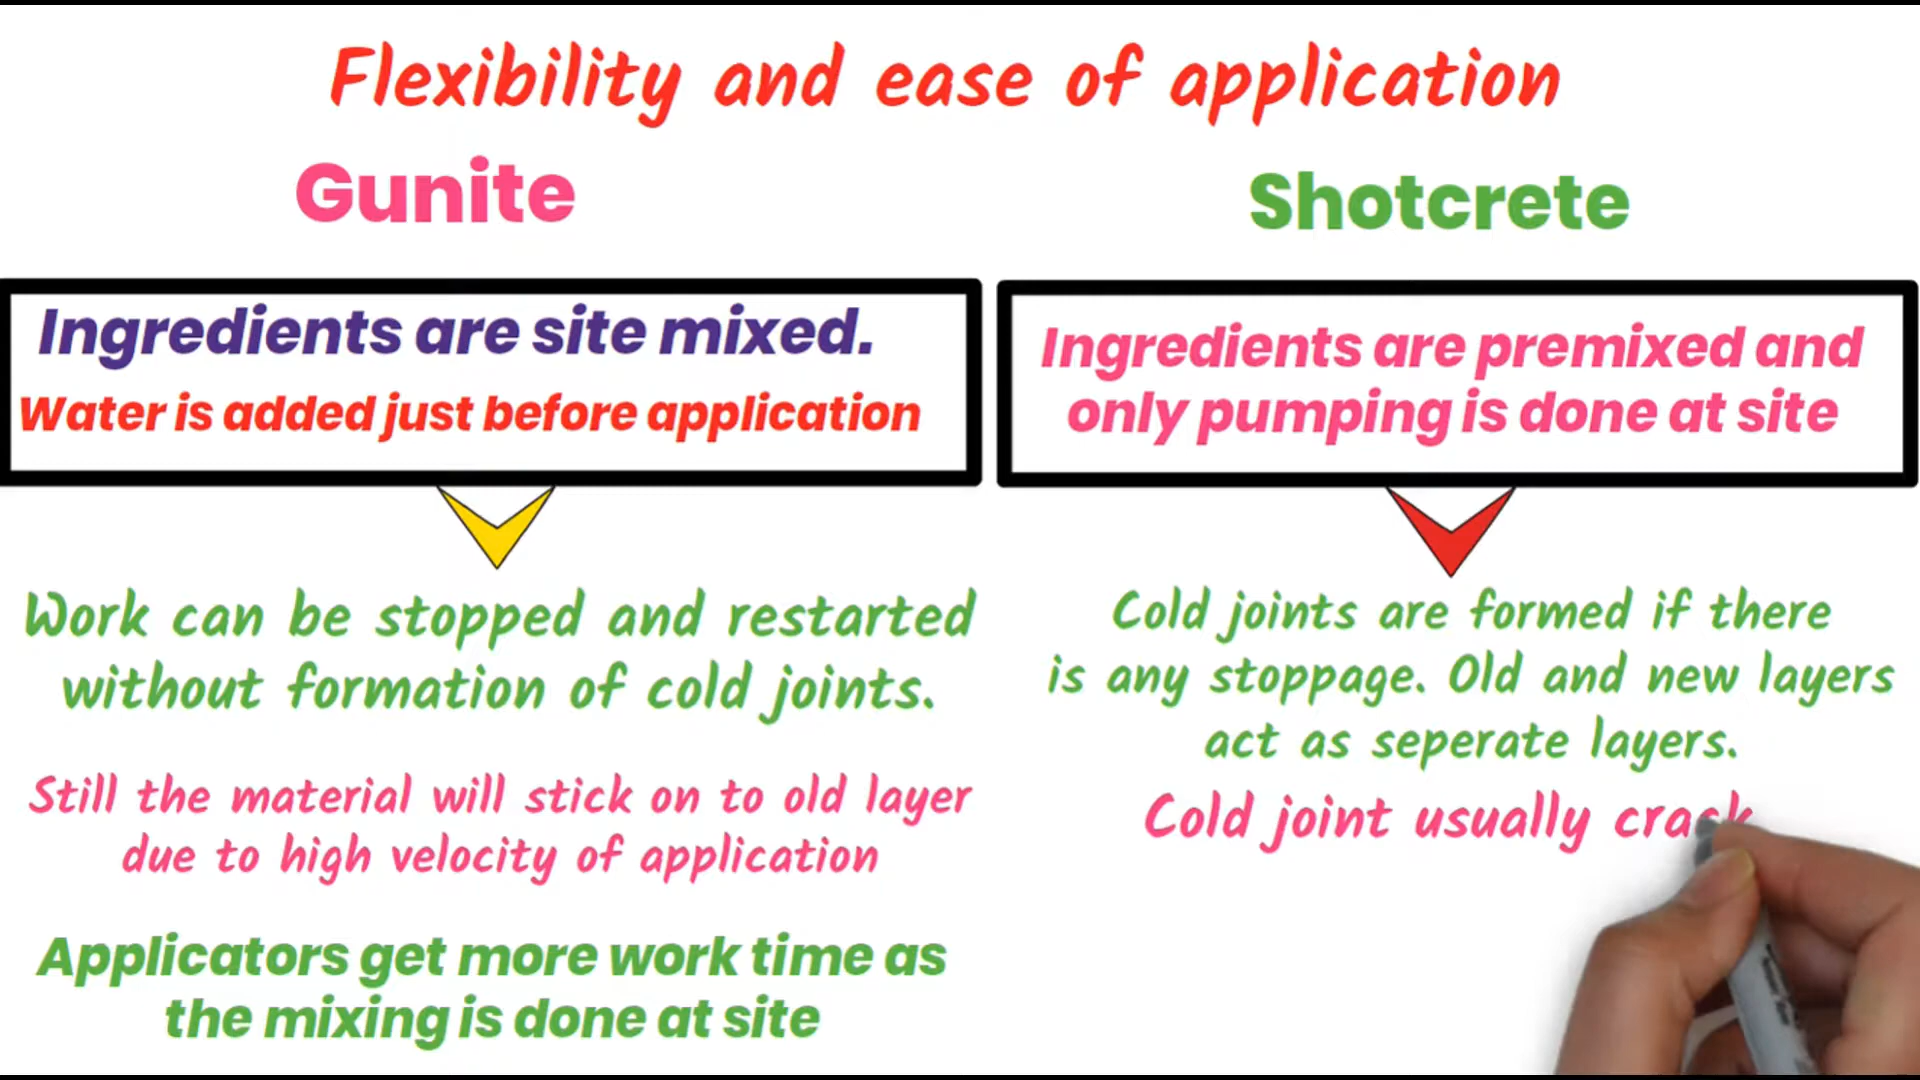 Flexibility and ease of application
Gunite
Shotcrete
Ingredients are site mixed.
Water is added just before application
Ingredients are premixed and
only pumping is done at site
Work can be stopped and restarted
without formation of cold joints.
Still the material will stick on to old layer
due to high velocity of application
Applicators get more work time as
the mixing is done at site
Cold joints are formed if there
is any stoppage. Old and new layers
act as seperate layers.
Cold joint usually crack